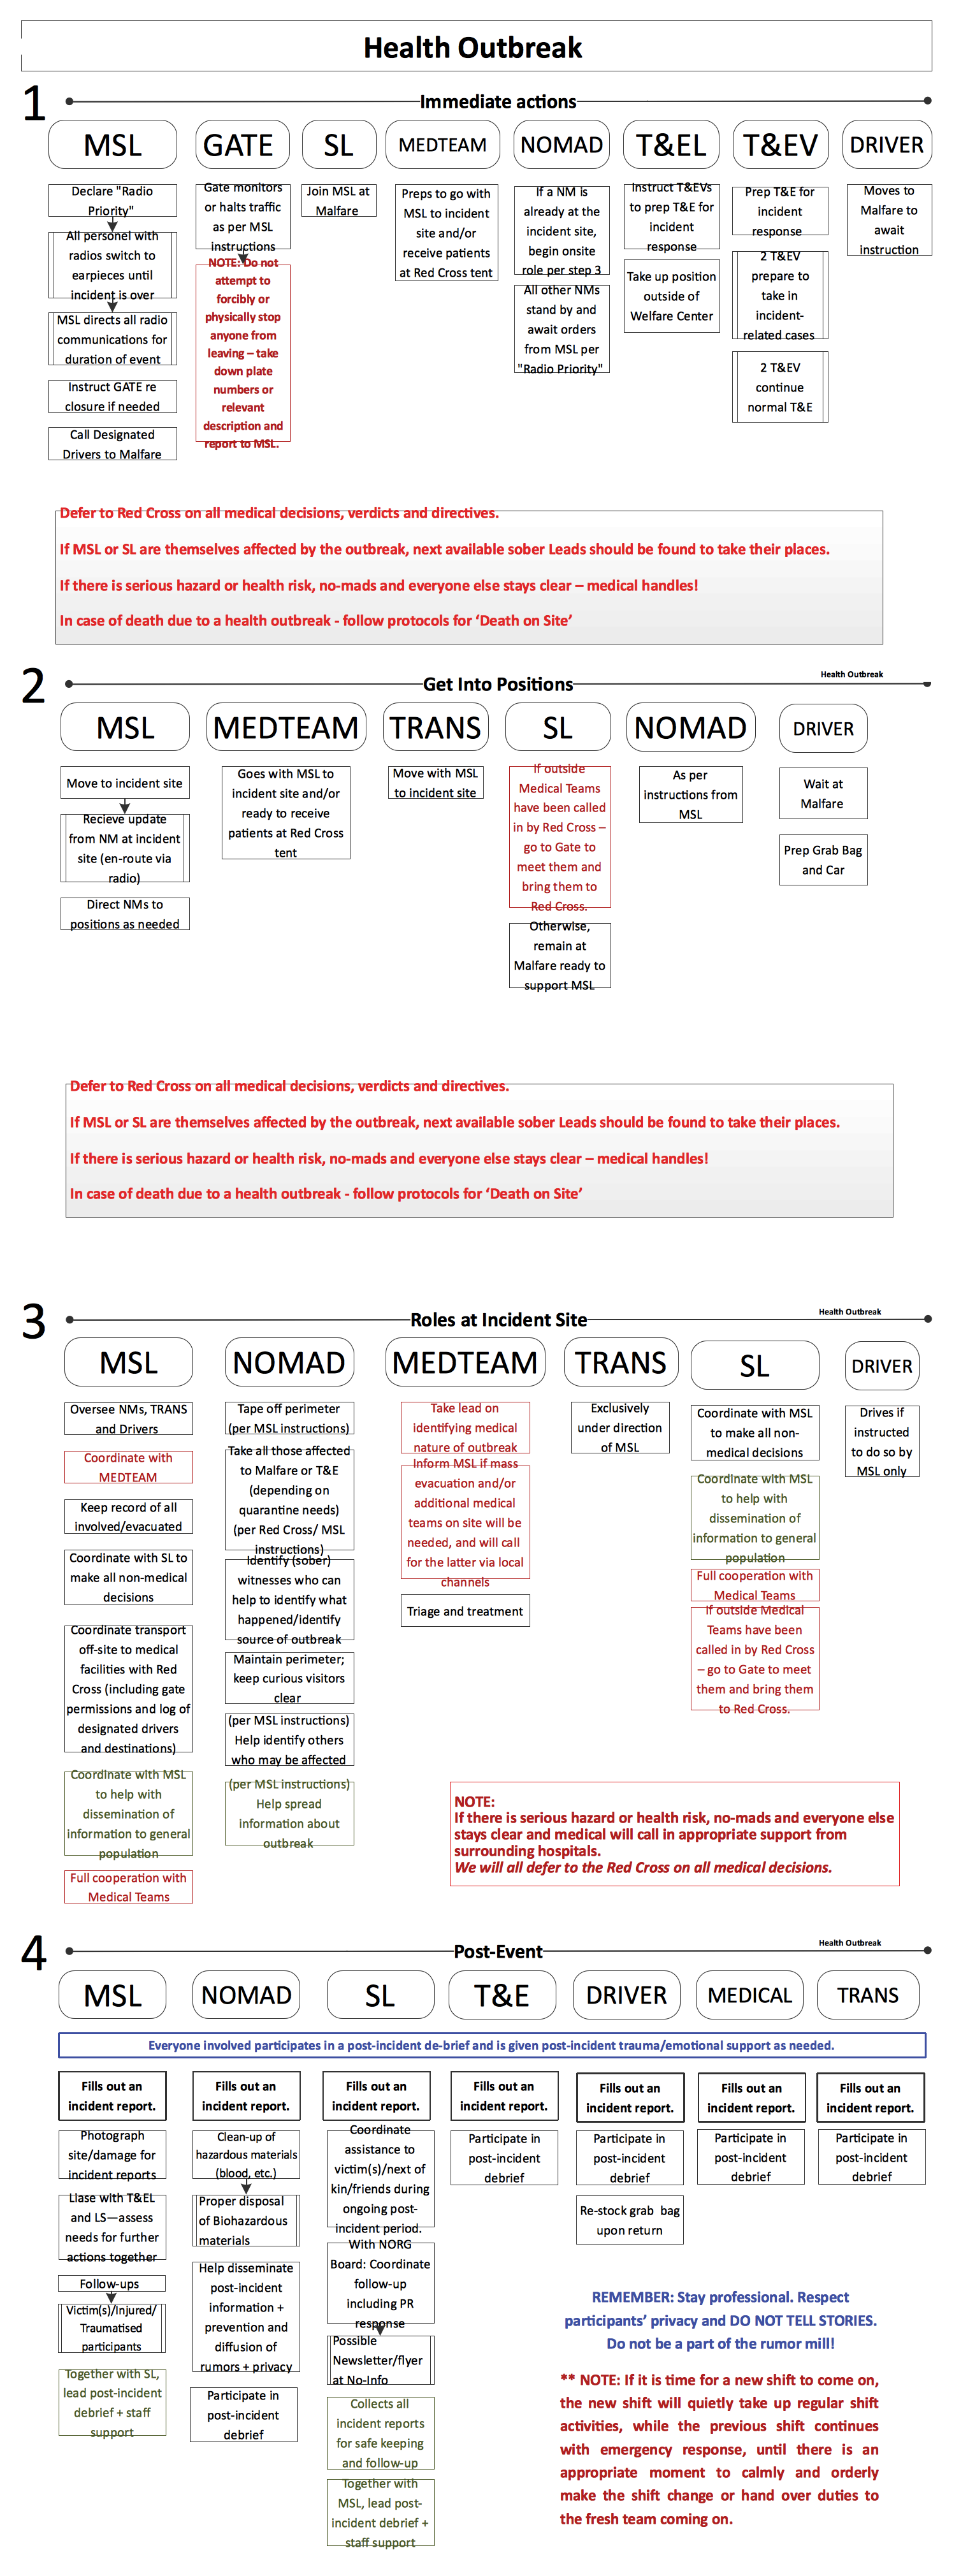 Health Outbreak
1
Immediate actions
MSL
GATE
SL
MEDTEAM
NOMAD
T&EL
T&EV
DRIVER
Declare "Radio
Priority"
All personel with
radios switch to
earpieces until
incident is over
MSL directs all radio
communications for
duration of event
Instruct GATE re
closure if needed
Call Designated
Drivers to Malfare
Gate monitors
or halts traffic
as per MSL
instructions
NOTE: Do not
attempt to
forcibly or
physically stop
anyone from
leaving – take
down plate
numbers or
relevant
description and
report to MSL.
Join MSL at
Malfare
Preps to go with
MSL to incident
site and/or
receive patients
at Red Cross tent
If a NM is
already at the
incident site,
begin onsite
role per step 3
All other NMs
stand by and
await orders
from MSL per
"Radio Priority"
Instruct T&EVs
to prep T&E for
incident
response
Take up position
outside of
Welfare Center
Prep T&E for
incident
response
2 T&EV
prepare to
take in
incident-
related cases
2 T&EV
continue
normal T&E
Moves to
Malfare to
await
instruction
Defer to Red Cross on all medical decisions, verdicts and directives.
If MSL or SL are themselves affected by the outbreak, next available sober Leads should be found to take their places.
If there is serious hazard or health risk, no-mads and everyone else stays clear – medical handles!
In case of death due to a health outbreak - follow protocols for ‘Death on Site’
2
Get Into Positions
Health Outbreak
MSL
MEDTEAM
TRANS
SL
NOMAD
DRIVER
Move to incident site
Recieve update
from NM at incident
site (en-route via
radio)
Direct NMs to
positions as needed
Goes with MSL to
incident site and/or
ready to receive
patients at Red Cross
tent
Move with MSL
to incident site
If outside
Medical Teams
have been called
in by Red Cross –
go to Gate to
meet them and
bring them to
Red Cross.
Otherwise,
remain at
Malfare ready to
support MSL
As per
instructions from
MSL
Wait at
Malfare
Prep Grab Bag
and Car
Defer to Red Cross on all medical decisions, verdicts and directives.
If MSL or SL are themselves affected by the outbreak, next available sober Leads should be found to take their places.
If there is serious hazard or health risk, no-mads and everyone else stays clear – medical handles!
In case of death due to a health outbreak - follow protocols for ‘Death on Site’
3
Roles at Incident Site
Health Outbreak
MSL
NOMAD
MEDTEAM
TRANS
SL
DRIVER
Oversee NMs, TRANS
and Drivers
Coordinate with
MEDTEAM
Keep record of all
involved/evacuated
Coordinate with SL to
make all non-medical
decisions
Coordinate transport
off-site to medical
facilities with Red
Cross (including gate
permissions and log of
designated drivers
and destinations)
Coordinate with MSL
to help with
dissemination of
information to general
population
Full cooperation with
Medical Teams
Tape off perimeter
(per MSL instructions)
Take all those affected
to Malfare or T&E
(depending on
quarantine needs)
(per Red Cross/ MSL
instructions)
Identify (sober)
witnesses who can
help to identify what
happened/identify
source of outbreak
Maintain perimeter;
keep curious visitors
clear
(per MSL instructions)
Help identify others
who may be affected
(per MSL instructions)
Help spread
information about
outbreak
Take lead on
identifying medical
nature of outbreak
Inform MSL if mass
evacuation and/or
additional medical
teams on site will be
needed, and will call
for the latter via local
channels
Triage and treatment
Exclusively
under direction
of MSL
Coordinate with MSL
to make all non-
medical decisions
Coordinate with MSL
to help with
dissemination of
information to general
population
Full cooperation with
Medical Teams
If outside Medical
Teams have been
called in by Red Cross
– go to Gate to meet
them and bring them
to Red Cross.
Drives if
instructed
to do so by
MSL only
NOTE:
If there is serious hazard or health risk, no-mads and everyone else
stays clear and medical will call in appropriate support from
surrounding hospitals.
We will all defer to the Red Cross on all medical decisions.
4
Post-Event
Health Outbreak
MSL
NOMAD
SL
T&E
DRIVER
MEDICAL
TRANS
Everyone involved participates in a post-incident de-brief and is given post-incident trauma/emotional support as needed.
Fills out an
incident report.
Photograph
site/damage for
incident reports
Liase with T&EL
and LS—assess
needs for further
actions together
Follow-ups
Victim(s)/Injured/
Traumatised
participants
Together with SL,
lead post-incident
debrief + staff
support
Fills out an
incident report.
Clean-up of
hazardous materials
(blood, etc.)
Proper disposal
of Biohazardous
materials
Help disseminate
post-incident
information +
prevention and
diffusion of
rumors + privacy
Participate in
post-incident
debrief
Fills out an
incident report.
Coordinate
assistance to
victim(s)/next of
kin/friends during
ongoing post-
incident period.
With NORG
Board: Coordinate
follow-up
including PR
response
Possible
Newsletter/flyer
at No-Info
Collects all
incident reports
for safe keeping
and follow-up
Together with
MSL, lead post-
incident debrief +
staff support
Fills out an
incident report.
Participate in
post-incident
debrief
Fills out an
incident report.
Participate in
post-incident
debrief
Re-stock grab bag
upon return
Fills out an
incident report.
Participate in
post-incident
debrief
Fills out an
incident report.
Participate in
post-incident
debrief
REMEMBER: Stay professional. Respect
participants’ privacy and DO NOT TELL STORIES.
Do not be a part of the rumor mill!
** NOTE: If it is time for a new shift to come on,
the new shift will quietly take up regular shift
activities, while the previous shift continues
with emergency response, until there is an
appropriate moment to calmly and orderly
make the shift change or hand over duties to
the fresh team coming on.